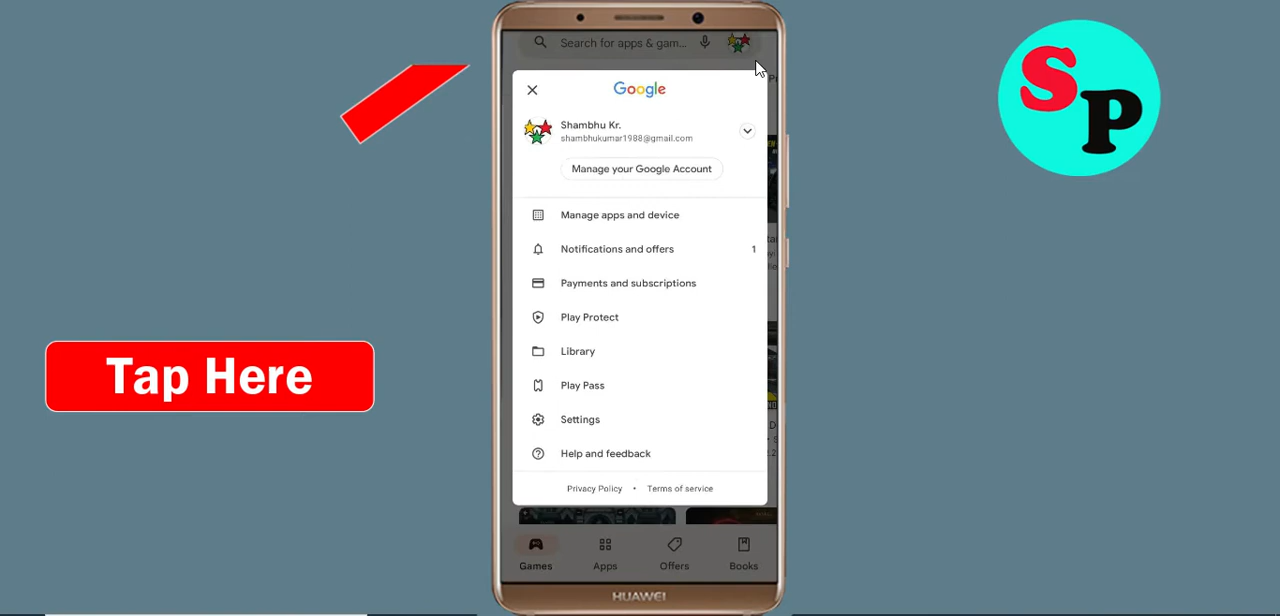 Search for apps & gam...
Google
Shambhu Kr.
shambhukumar1988@gmail.com
Manage your Google Account
Manage apps and device
Notifications and offers 1
Payments and subscriptions
Play Protect
Library
Play Pass
Settings
Help and feedback
Privacy Policy • Terms of service
Games Apps Offers Books
HUAWEI
Tap Here
SP